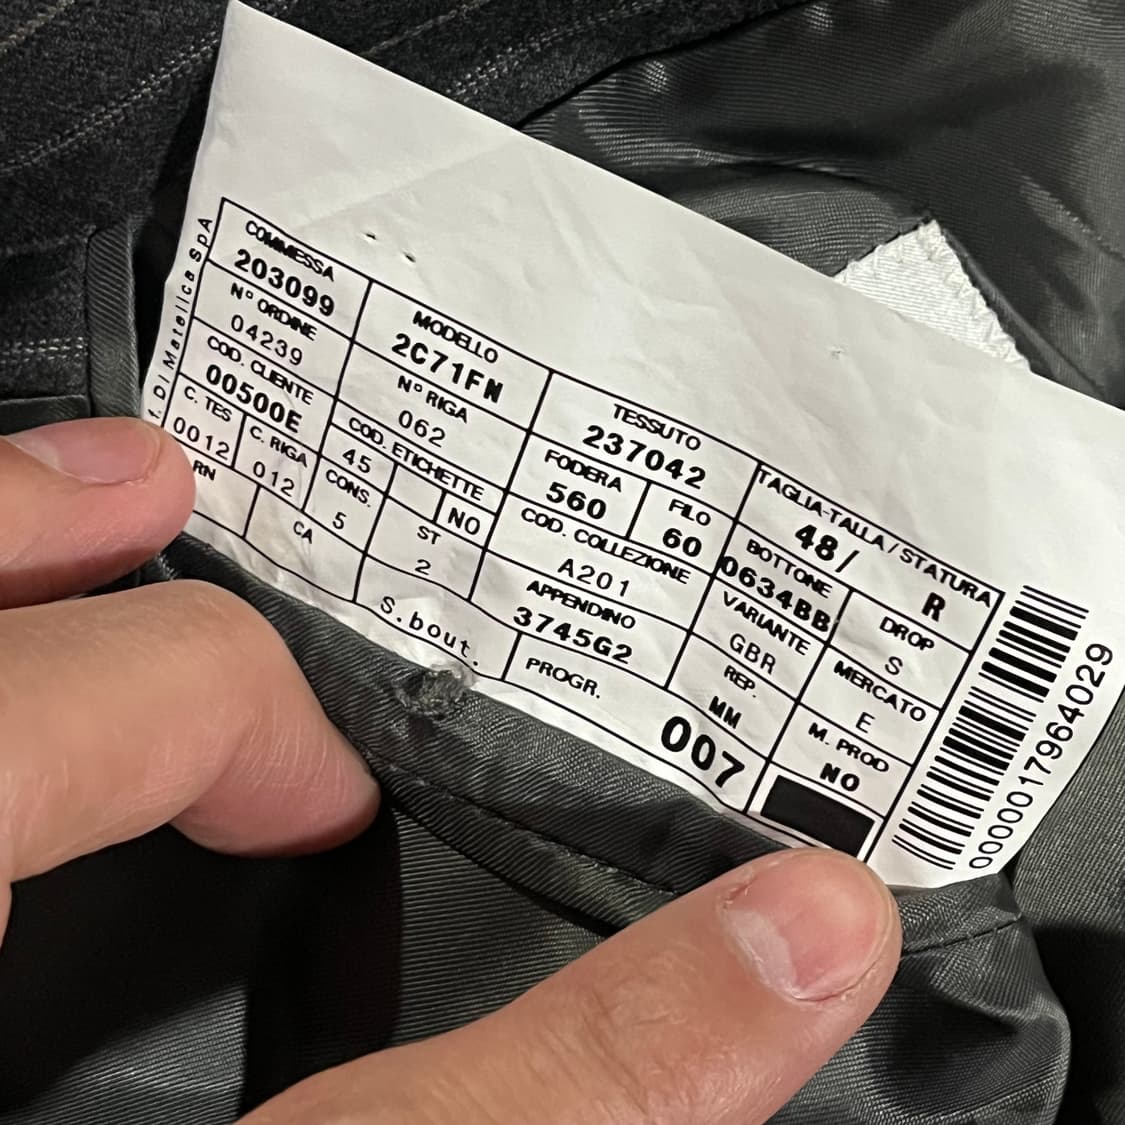 t. Di Matelica SpA
COMMESSA
203099
MODELLO
2C71FN
TESSUTO
237042
TAGLIA-TALLA / STATURA
48/ R
N° ORDINE
04239
N° RIGA
062
FODERA
560
FILO
60
BOTTONE
0634BB
DROP
S
COD. CLIENTE
00500E
COD. ETICHETTE
45
NO
COD. COLLEZIONE
A201
VARIANTE
GBR
MERCATO
E
C. TES
0012
C. RIGA
012
CONS.
5
ST
2
APPENDINO
3745G2
REP.
MM
M. PROD
NO
RN
CA
S.bout.
PROGR.
007
0000017964029